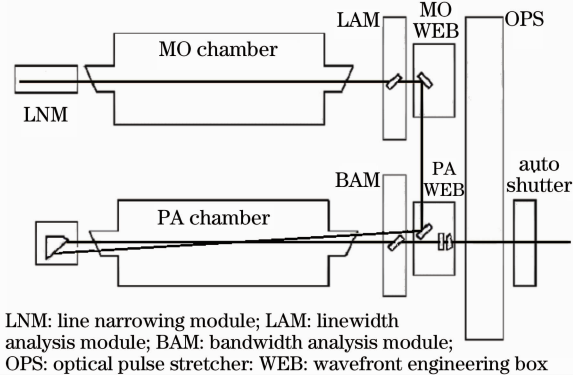 LAM
MO
WEB
OPS
MO chamber
LNM
BAM
PA
WEB
auto
shutter
PA chamber
LNM: line narrowing module; LAM: linewidth
analysis module; BAM: bandwidth analysis module;
OPS: optical pulse stretcher: WEB: wavefront engineering box